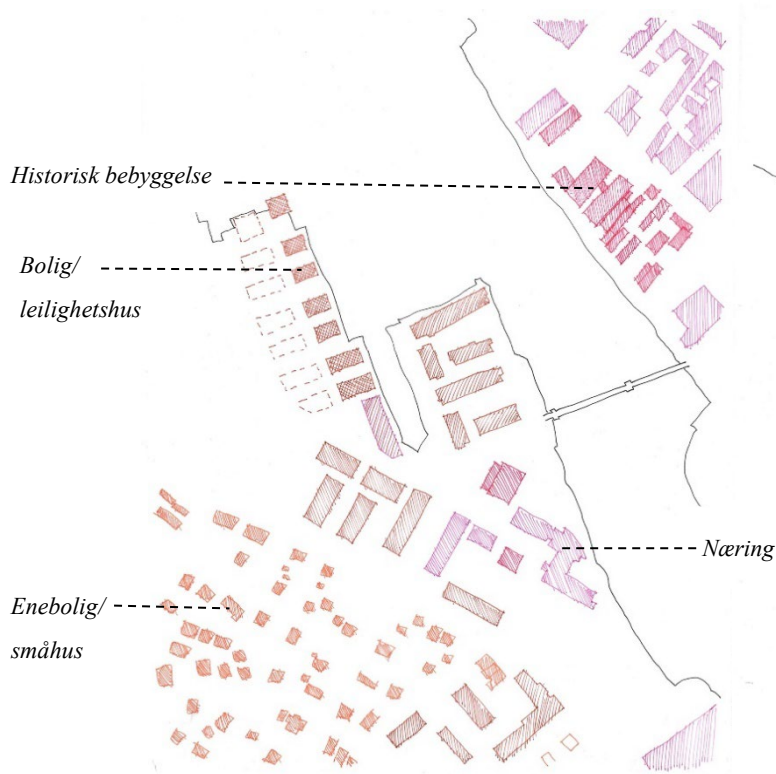 Historisk bebyggelse
Bolig/
leilighetshus
Næring
Enebolig/
småhus